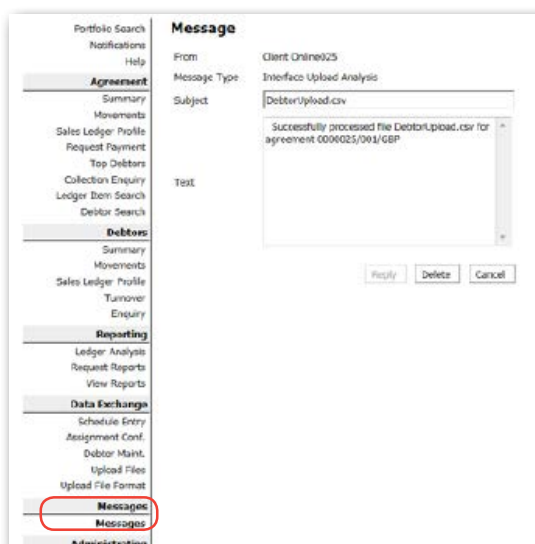 Portfolio Search
Notifications
Help
Agreement
Summary
Movements
Sales Ledger Profile
Request Payment
Top Debtors
Collection Enquiry
Ledger Item Search
Debtor Search
Debtors
Summary
Movements
Sales Ledger Profile
Turnover
Enquiry
Reporting
Ledger Analysis
Request Reports
View Reports
Data Exchange
Schedule Entry
Assignment Conf.
Debtor Maint.
Upload Files
Upload File Format
Messages
Messages
Administration
Message
From Client Online025
Message Type Interface Upload Analysis
Subject DebtorUpload.csv
Text
Successfully processed file DebtorUpload.csv for
agreement 0000025/001/GBP
Reply Delete Cancel